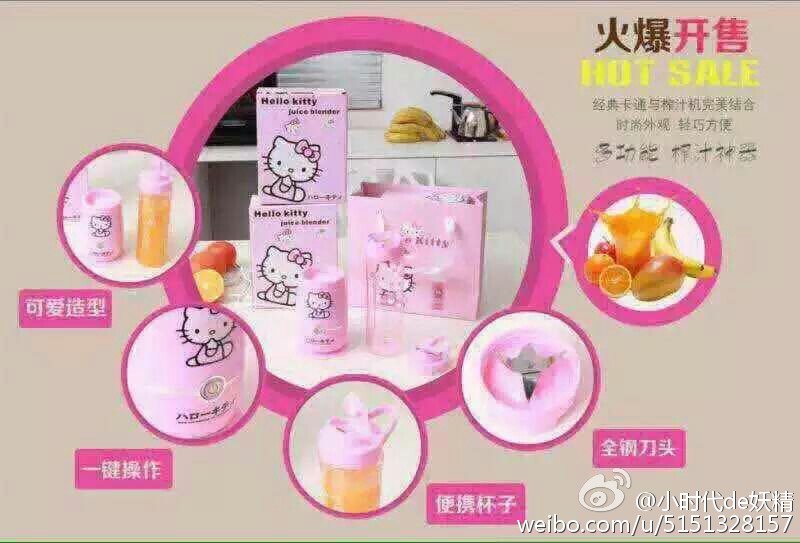 火爆开售
HOT SALE
经典卡通与榨汁机完美结合
时尚外观 轻巧方便
多功能 榨汁神器
Hello kitty
juice blender
ハローキティ
Hello kitty
juice blender
Kitty
可爱造型
ハローキティ
一键操作
便携杯子
全钢刀头
@小时代de妖精
weibo.com/u/5151328157